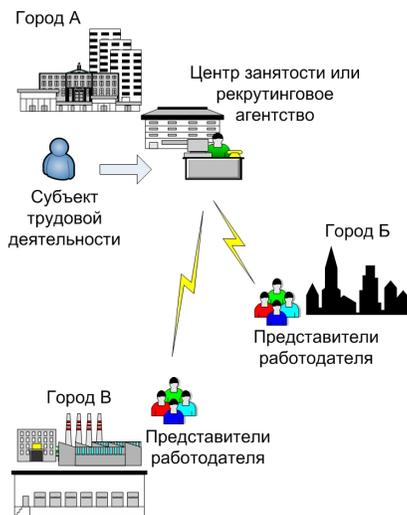 Город А
Центр занятости или
рекрутинговое
агентство
Субъект
трудовой
деятельности
Город Б
Представители
работодателя
Город В
Представители
работодателя